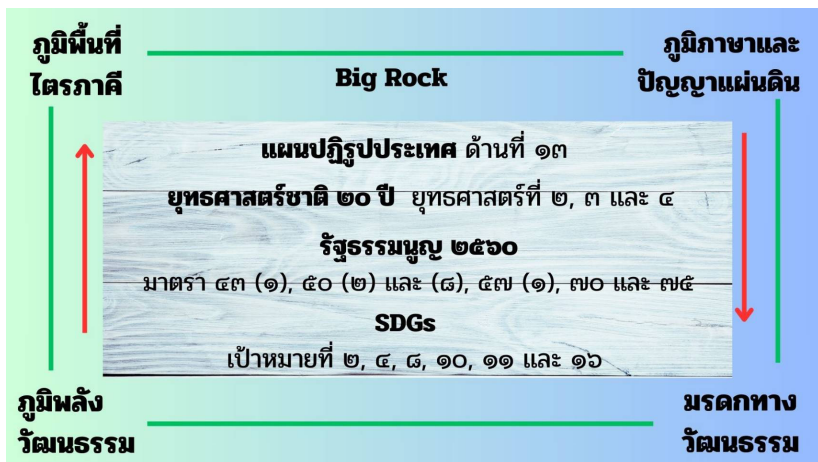 ภูมิพื้นที่
ไตรภาคี
Big Rock
ภูมิภาษาและ
ปัญญาแผ่นดิน
แผนปฏิรูปประเทศ ด้านที่ ๑๓
ยุทธศาสตร์ชาติ ๒๐ ปี ยุทธศาสตร์ที่ ๒, ๓ และ ๔
รัฐธรรมนูญ ๒๕๖๐
มาตรา ๔๓ (๑), ๕๐ (๒) และ (๘), ๕๗ (๑), ๗๐ และ ๗๕
SDGs
เป้าหมายที่ ๒, ๔, ๘, ๑๐, ๑๑ และ ๑๖
ภูมิพลัง
วัฒนธรรม
มรดกทาง
วัฒนธรรม